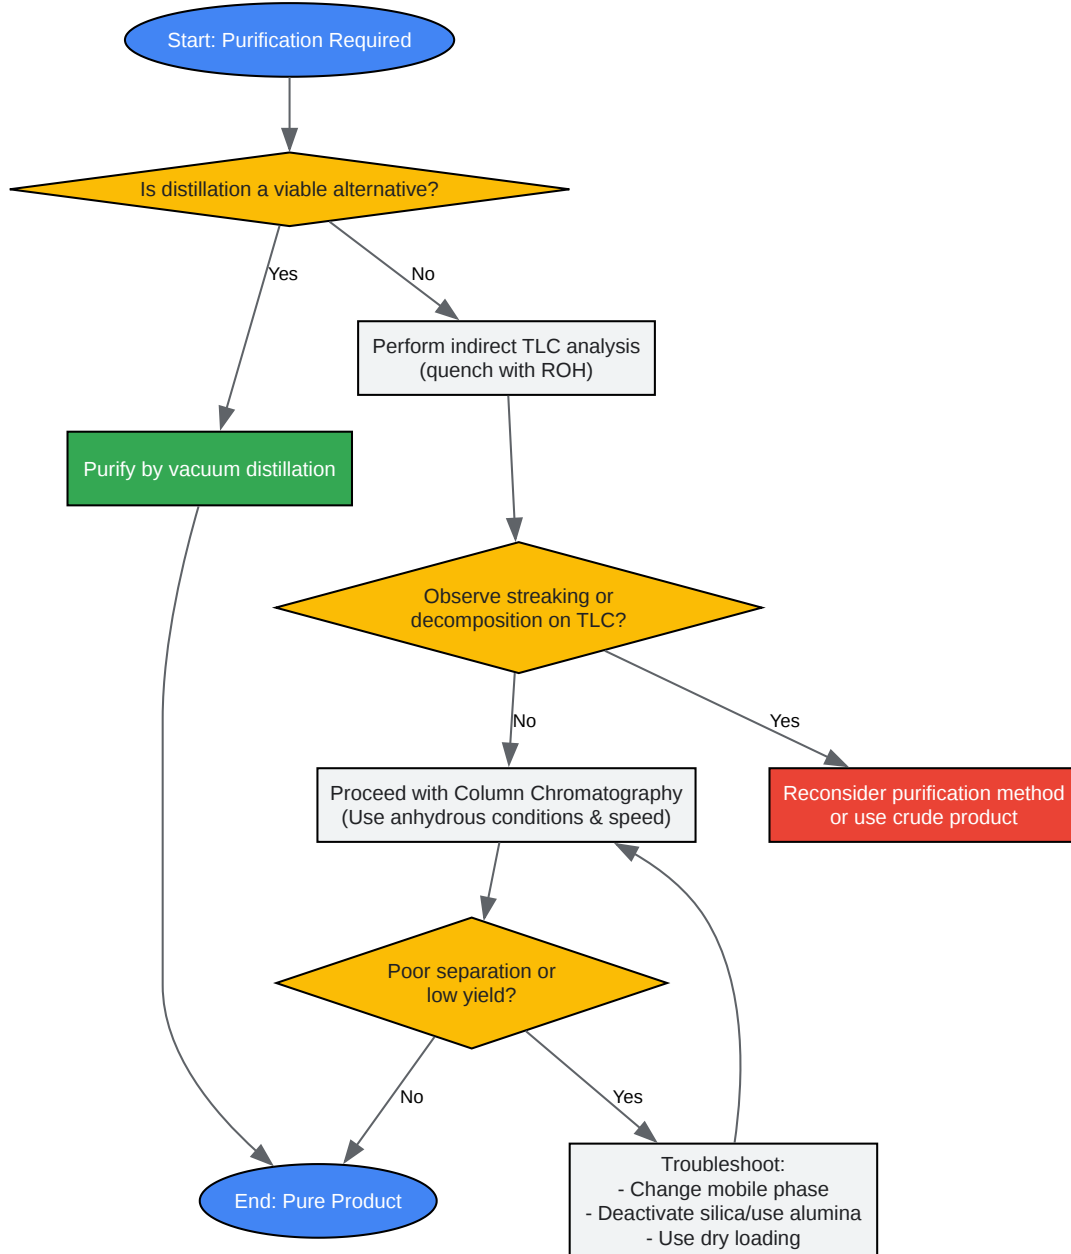 Start: Purification Required
Is distillation a viable alternative?
Yes
No
Perform indirect TLC analysis
(quench with ROH)
Purify by vacuum distillation
Observe streaking or
decomposition on TLC?
No
Yes
Proceed with Column Chromatography
(Use anhydrous conditions & speed)
Reconsider purification method
or use crude product
Poor separation or
low yield?
No
Yes
Troubleshoot:
- Change mobile phase
- Deactivate silica/use alumina
- Use dry loading
End: Pure Product